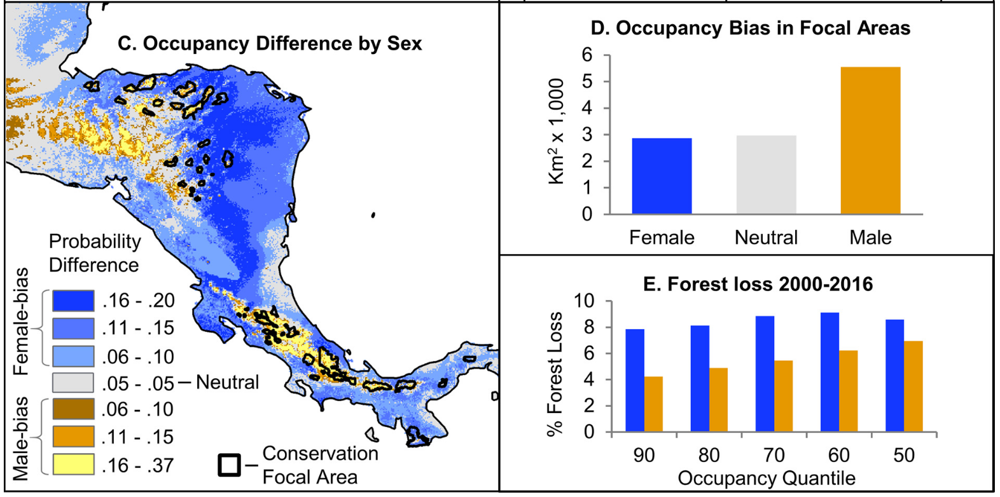 C. Occupancy Difference by Sex
Probability
Difference
Female-bias
.16 - .20
.11 - .15
.06 - .10
.05 - .05 – Neutral
Male-bias
.06 - .10
.11 - .15
.16 - .37
Conservation
Focal Area
D. Occupancy Bias in Focal Areas
Km² x 1,000
6
5
4
3
2
1
0
Female Neutral Male
E. Forest loss 2000-2016
% Forest Loss
10
8
6
4
2
0
90 80 70 60 50
Occupancy Quantile